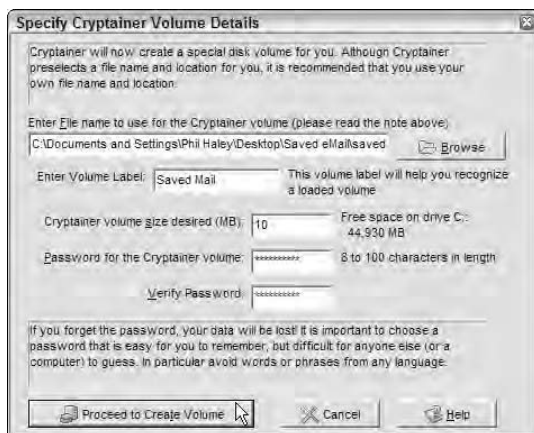 Specify Cryptainer Volume Details
Cryptainer will now create a special disk volume for you. Although Cryptainer
preselects a file name and location for you, it is recommended that you use your
own file name and location.
Enter File name to use for the Cryptainer volume (please read the note above)
C:\Documents and Settings\Phil Haley\Desktop\Saved eMail\saved
Browse
Enter Volume Label: Saved Mail This volume label will help you recognize
a loaded volume
Cryptainer volume size desired (MB): 10 Free space on drive C:
44,930 MB
Password for the Cryptainer volume: ********** 8 to 100 characters in length
Verify Password: **********
If you forget the password, your data will be lost! It is important to choose a
password that is easy for you to remember, but difficult for anyone else (or a
computer) to guess. In particular avoid words or phrases from any language.
Proceed to Create Volume Cancel Help